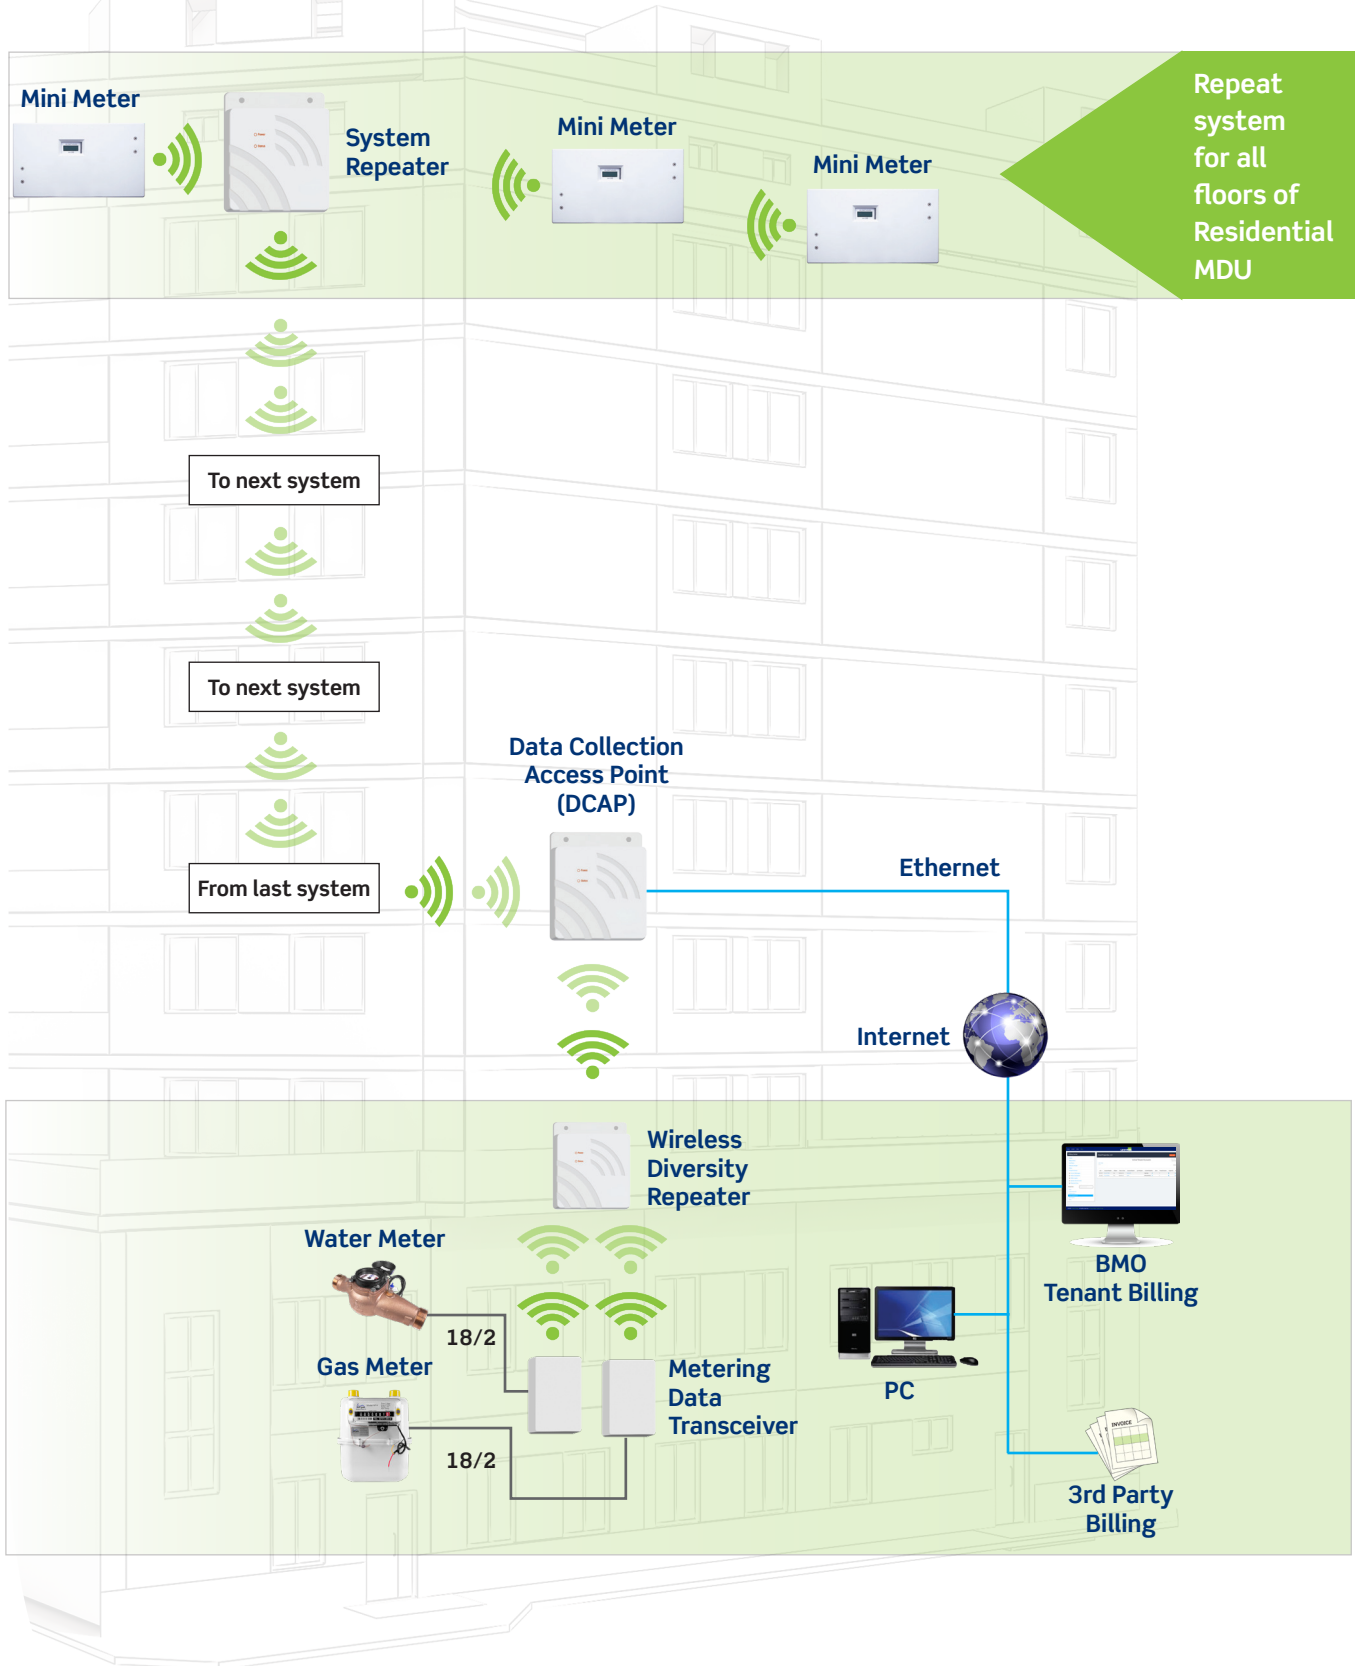 Mini Meter
System
Repeater
Mini Meter
Mini Meter
Repeat
system
for all
floors of
Residential
MDU
To next system
To next system
From last system
Data Collection
Access Point
(DCAP)
Ethernet
Internet
Wireless
Diversity
Repeater
Water Meter
18/2
Gas Meter
18/2
Metering
Data
Transceiver
BMO
Tenant Billing
PC
INVOICE
3rd Party
Billing